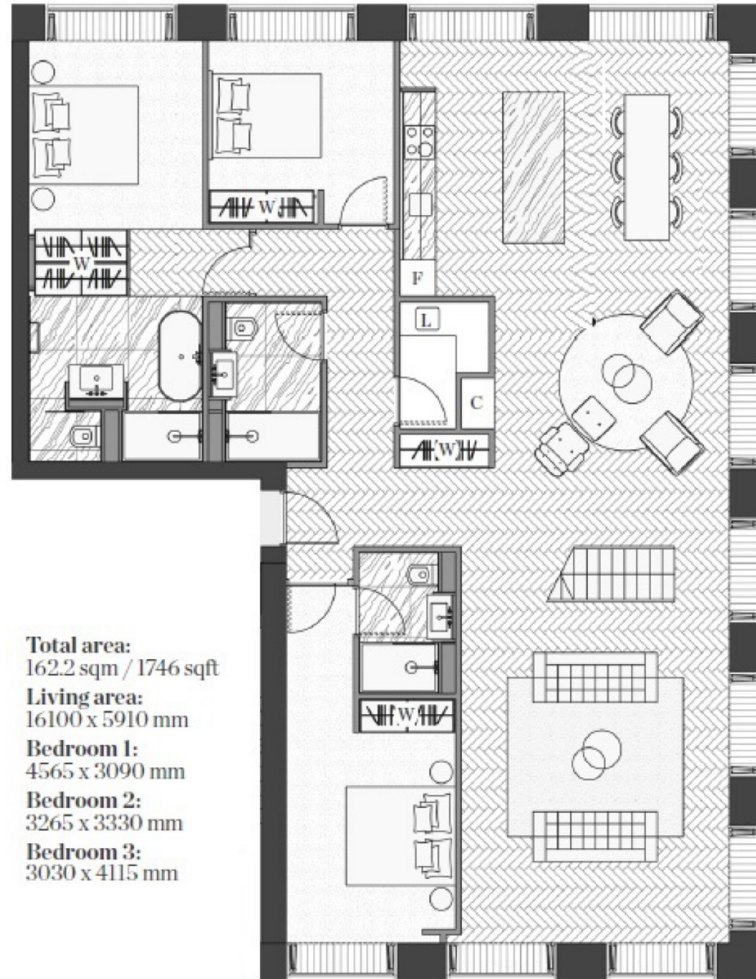 W
W
F
L
C
W
W
Total area:
162.2 sqm / 1746 sqft
Living area:
16100 x 5910 mm
Bedroom 1:
4565 x 3090 mm
Bedroom 2:
3265 x 3330 mm
Bedroom 3:
3030 x 4115 mm